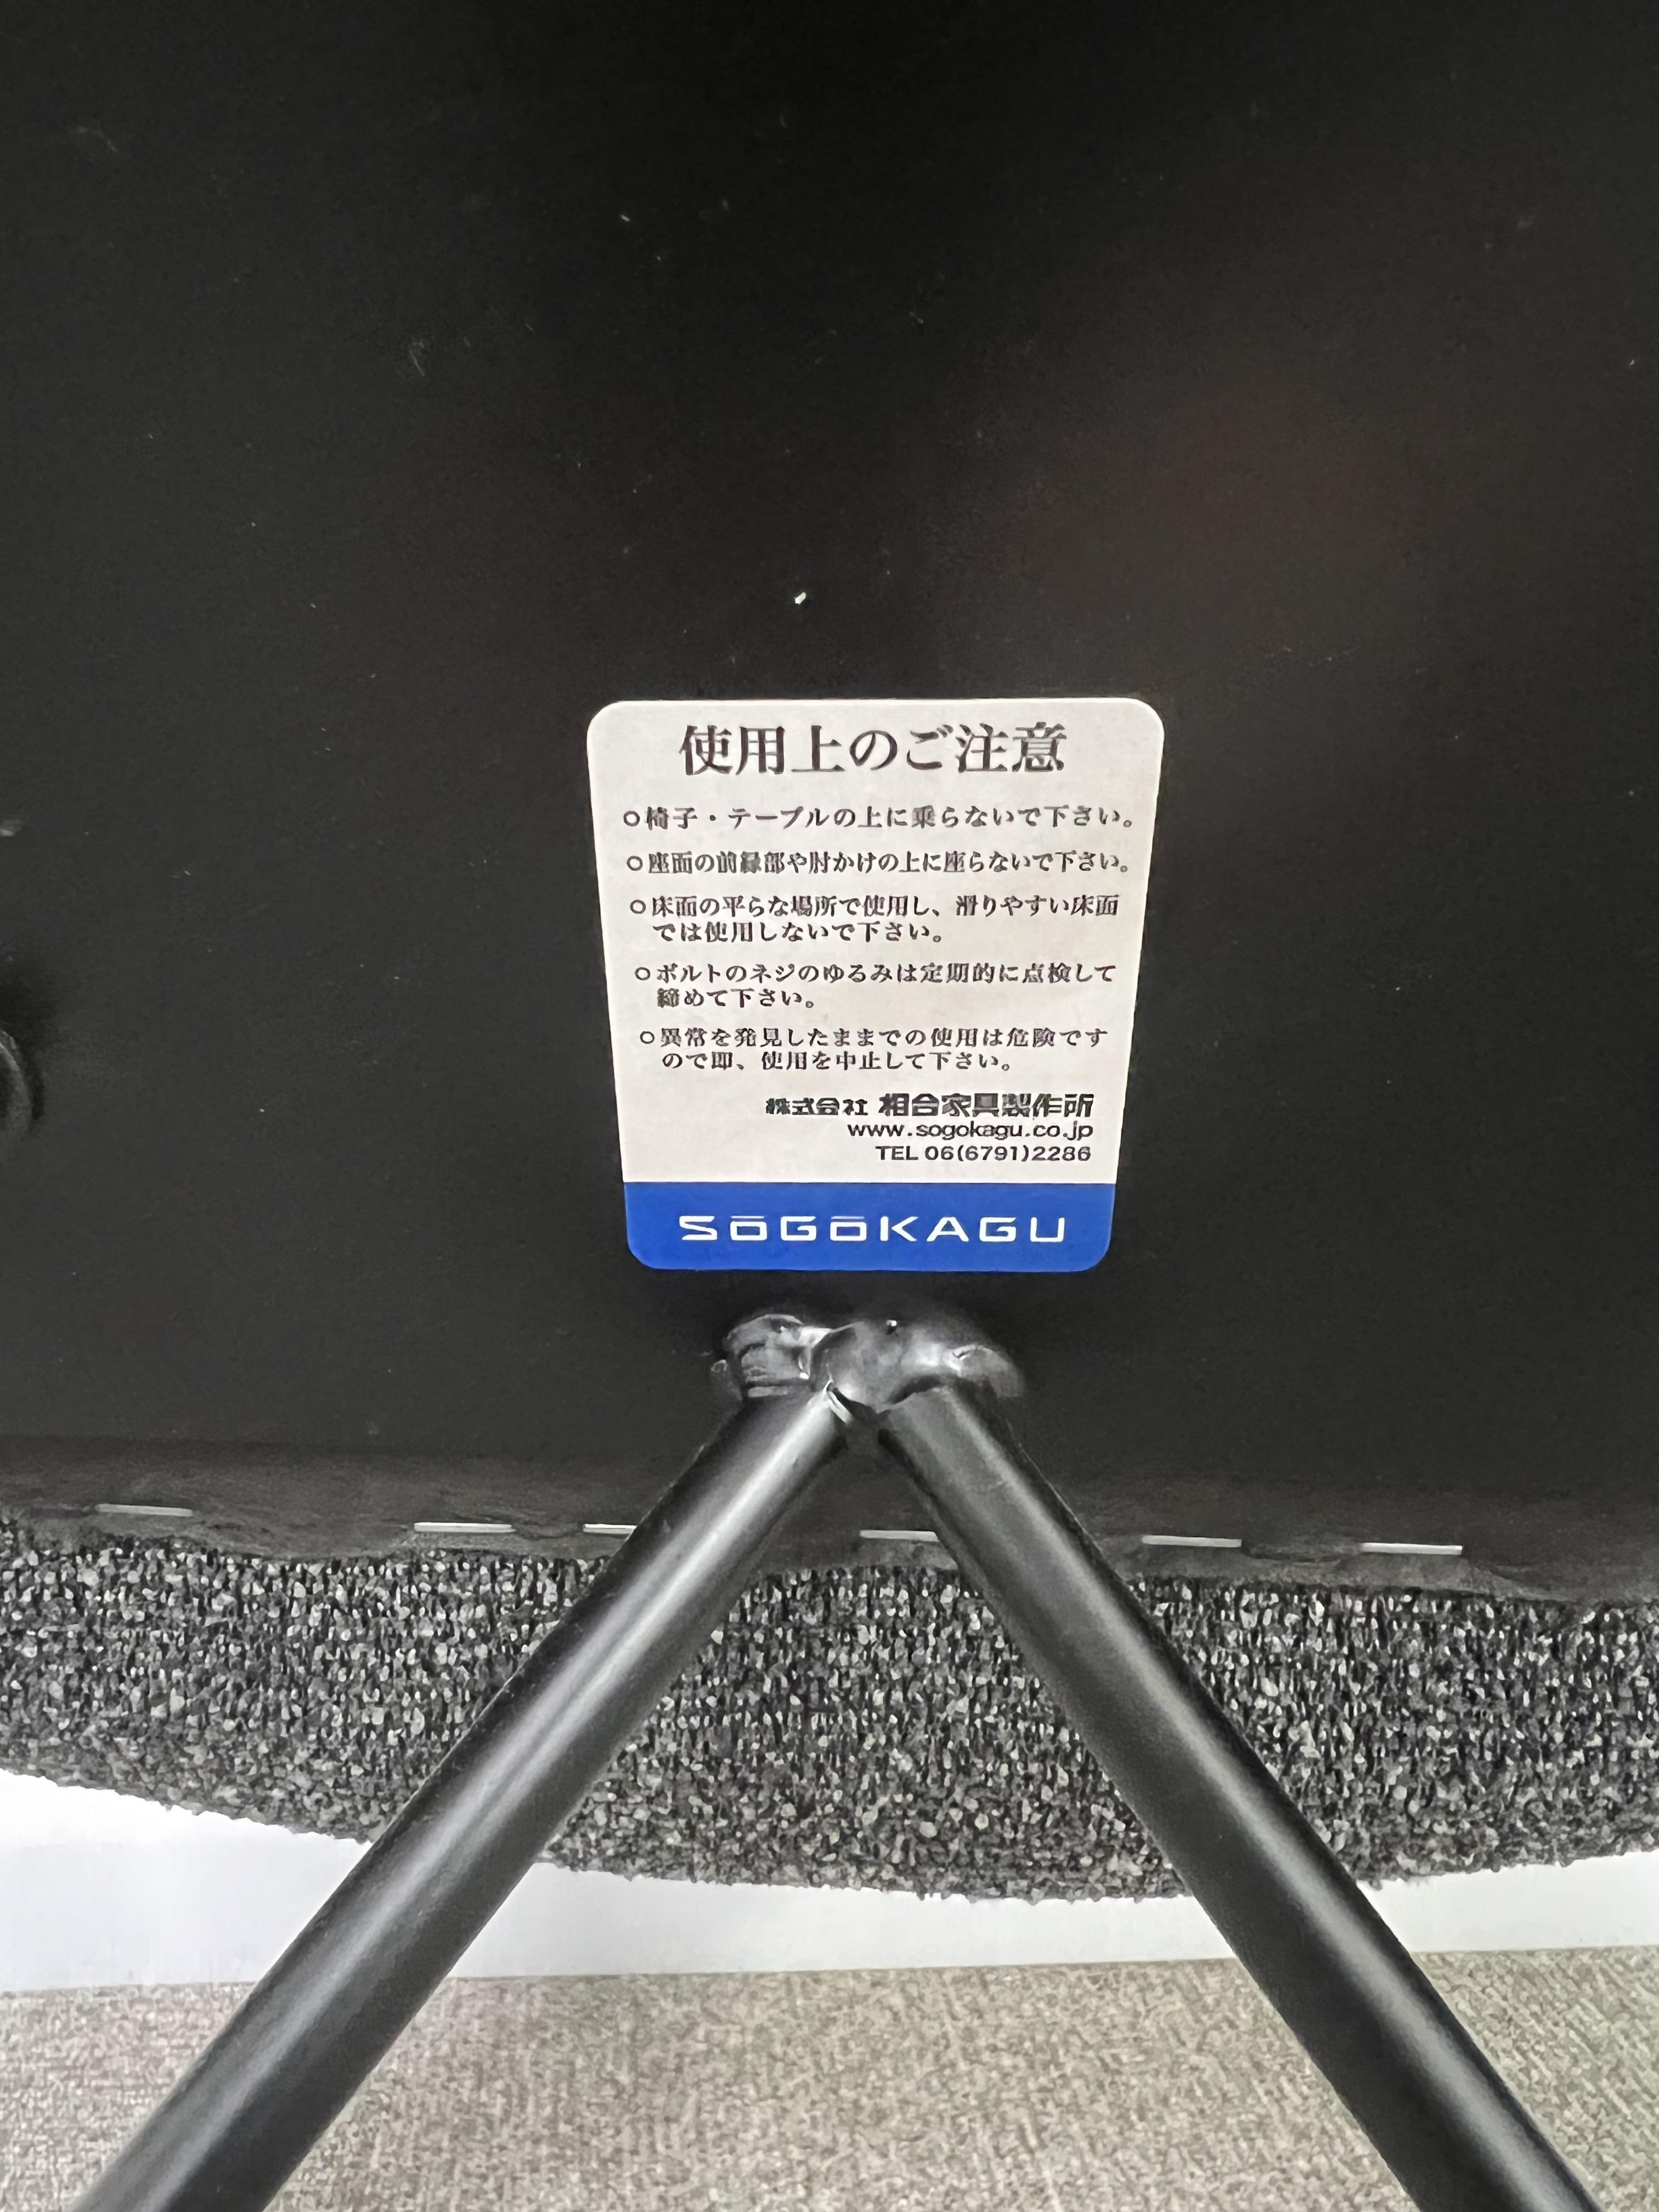 使用上のご注意
○椅子・テーブルの上に乗らないで下さい。
○座面の前縁部や肘かけの上に座らないで下さい。
○床面の平らな場所で使用し、滑りやすい床面
では使用しないで下さい。
○ボルトのネジのゆるみは定期的に点検して
締めて下さい。
○異常を発見したままでの使用は危険です
ので即、使用を中止して下さい。
株式会社 相合家具製作所
www.sogokagu.co.jp
TEL 06(6791)2286
SōGōKAGU